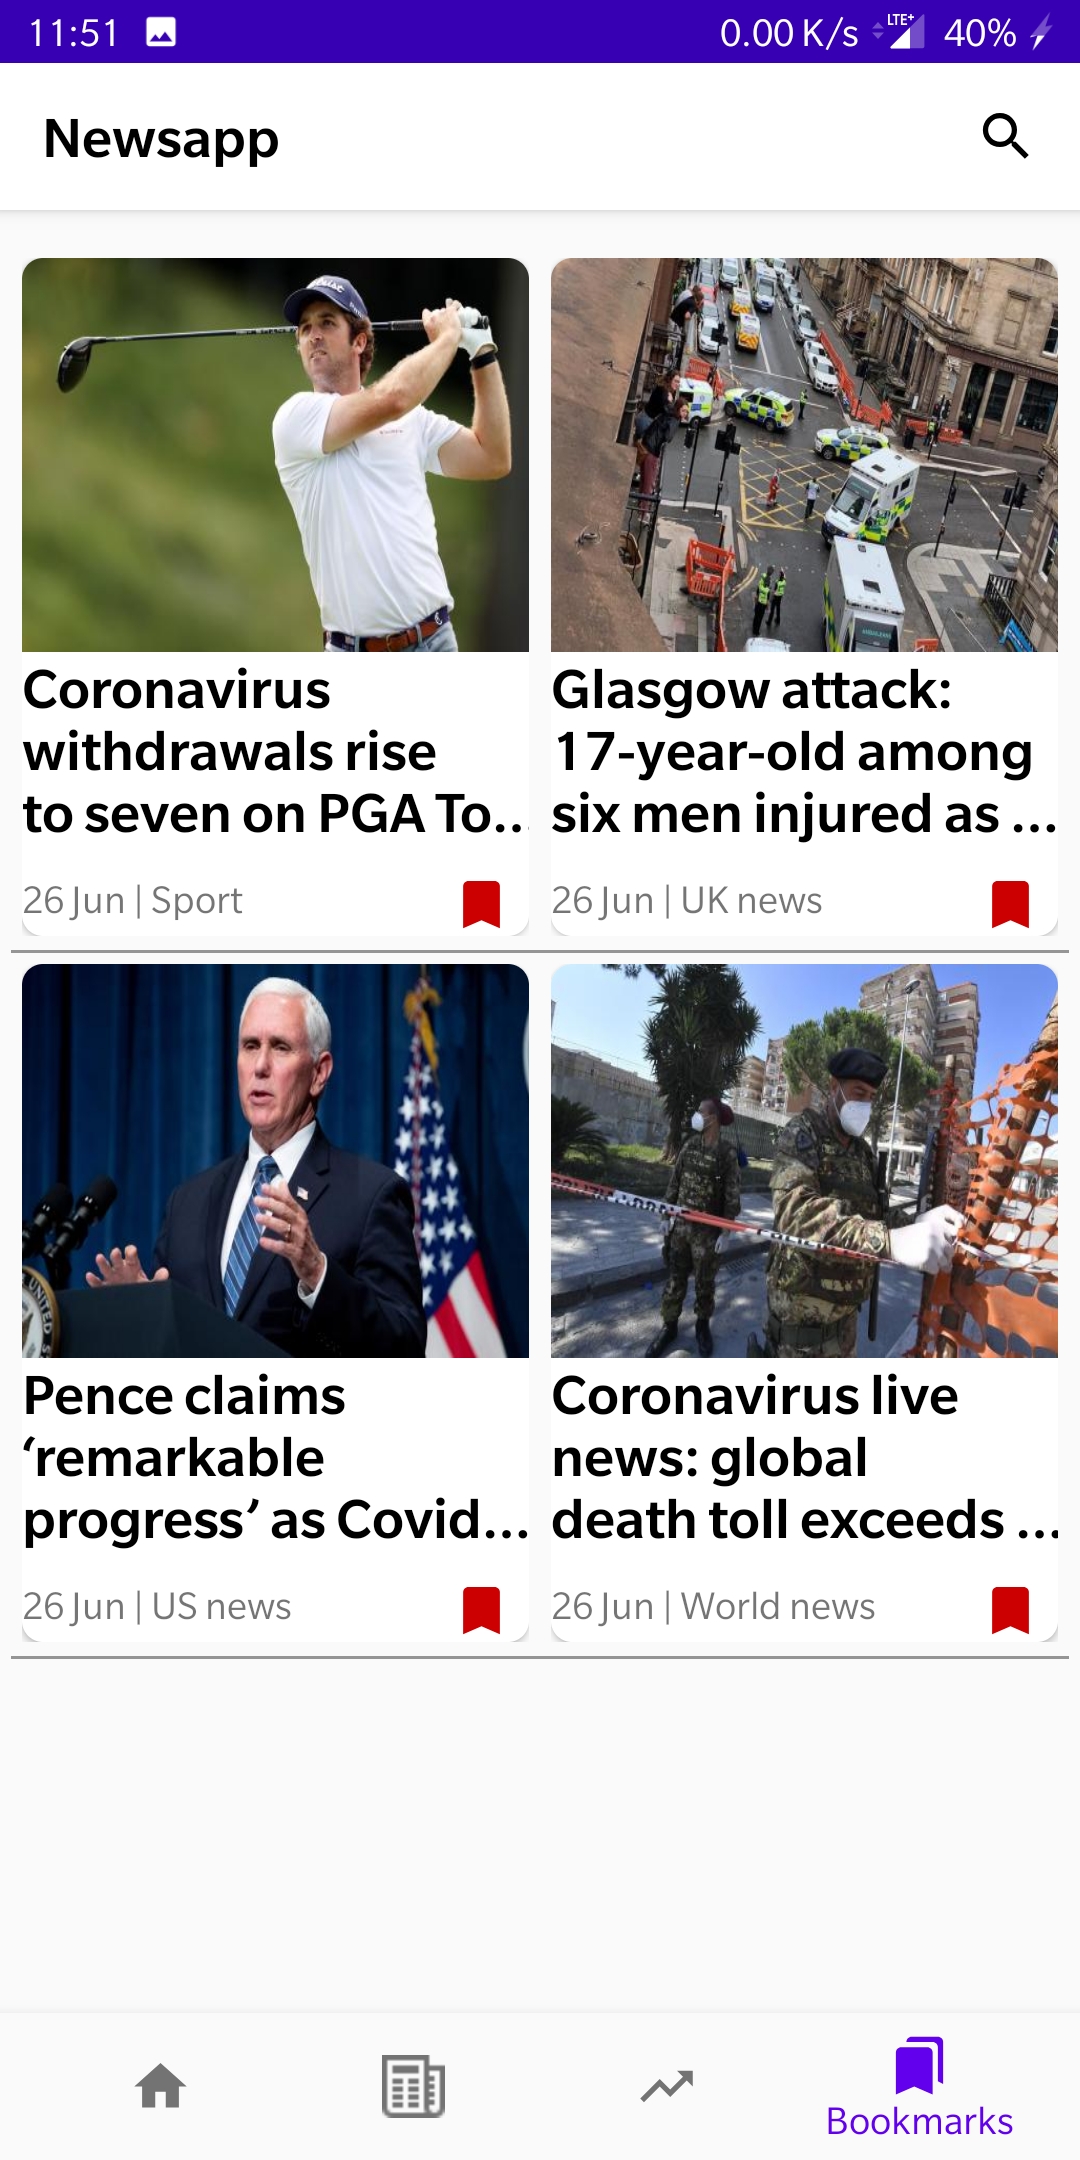 11:51
0.00 K/s
LTE+
40%
Newsapp
Coronavirus
withdrawals rise
to seven on PGA To...
26 Jun | Sport
Glasgow attack:
17-year-old among
six men injured as ...
26 Jun | UK news
UNITED
Pence claims
‘remarkable
progress’ as Covid...
26 Jun | US news
Coronavirus live
news: global
death toll exceeds ...
26 Jun | World news
Bookmarks